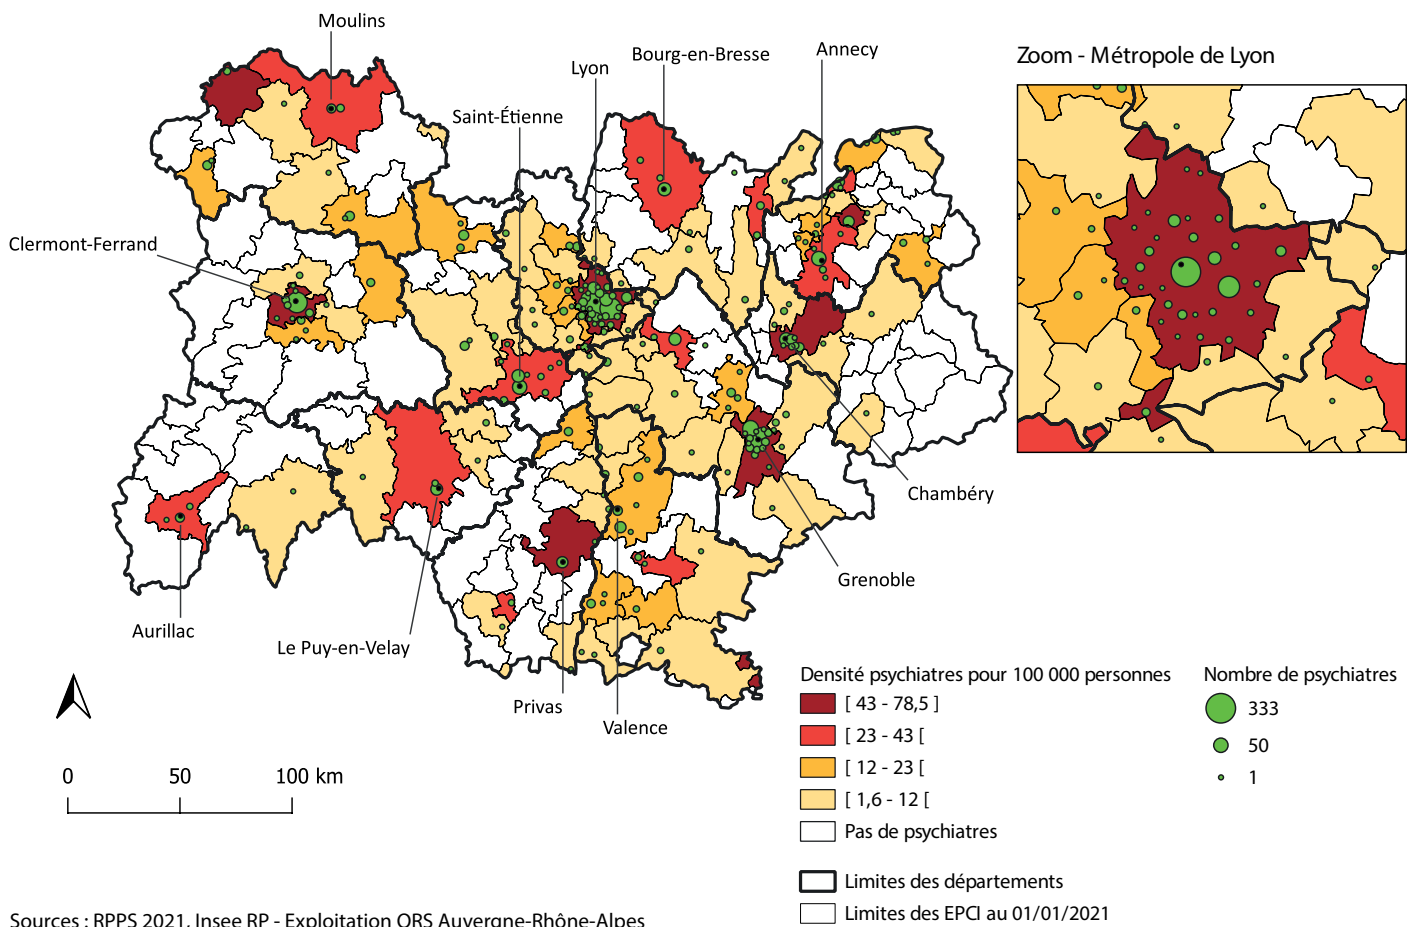 Moulins
Bourg-en-Bresse
Annecy
Zoom - Métropole de Lyon
Lyon
Saint-Étienne
Clermont-Ferrand
Chambéry
Grenoble
Aurillac
Le Puy-en-Velay
Privas
Valence
0 50 100 km
Densité psychiatres pour 100 000 personnes
[ 43 - 78,5 ]
[ 23 - 43 [
[ 12 - 23 [
[ 1,6 - 12 [
Pas de psychiatres
Limites des départements
Limites des EPCI au 01/01/2021
Nombre de psychiatres
333
50
1
Sources : RPPS 2021, Insee RP - Exploitation ORS Auvergne-Rhône-Alpes